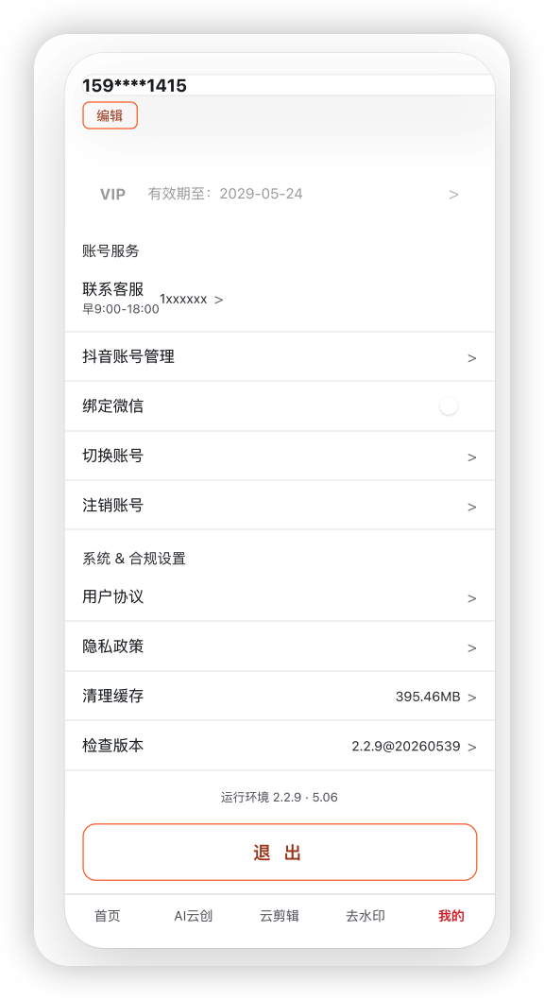 159****1415
编辑
VIP 有效期至：2029-05-24 >
账号服务
联系客服
早9:00-18:00 1xxxxxx >
抖音账号管理 >
绑定微信
切换账号 >
注销账号 >
系统 & 合规设置
用户协议 >
隐私政策 >
清理缓存 395.46MB >
检查版本 2.2.9@20260539 >
运行环境 2.2.9 · 5.06
退 出
首页 AI云创 云剪辑 去水印 我的